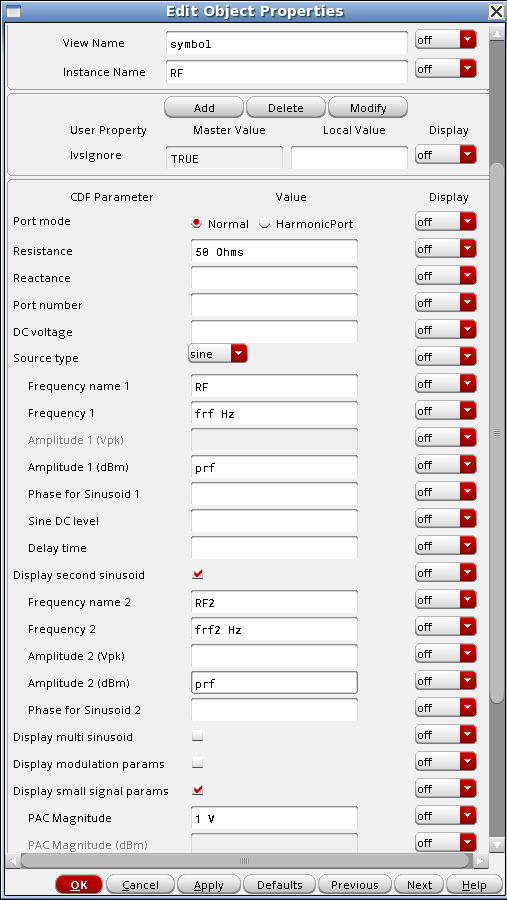 Edit Object Properties
View Name symbol off
Instance Name RF off
Add Delete Modify
User Property Master Value Local Value Display
lvsIgnore TRUE off
CDF Parameter Value Display
Port mode Normal HarmonicPort off
Resistance 50 Ohms off
Reactance off
Port number off
DC voltage off
Source type sine off
Frequency name 1 RF off
Frequency 1 frf Hz off
Amplitude 1 (Vpk) off
Amplitude 1 (dBm) prf off
Phase for Sinusoid 1 off
Sine DC level off
Delay time off
Display second sinusoid off
Frequency name 2 RF2 off
Frequency 2 frf2 Hz off
Amplitude 2 (Vpk) off
Amplitude 2 (dBm) prf off
Phase for Sinusoid 2 off
Display multi sinusoid off
Display modulation params off
Display small signal params off
PAC Magnitude 1 V off
PAC Magnitude (dBm) off
OK Cancel Apply Defaults Previous Next Help